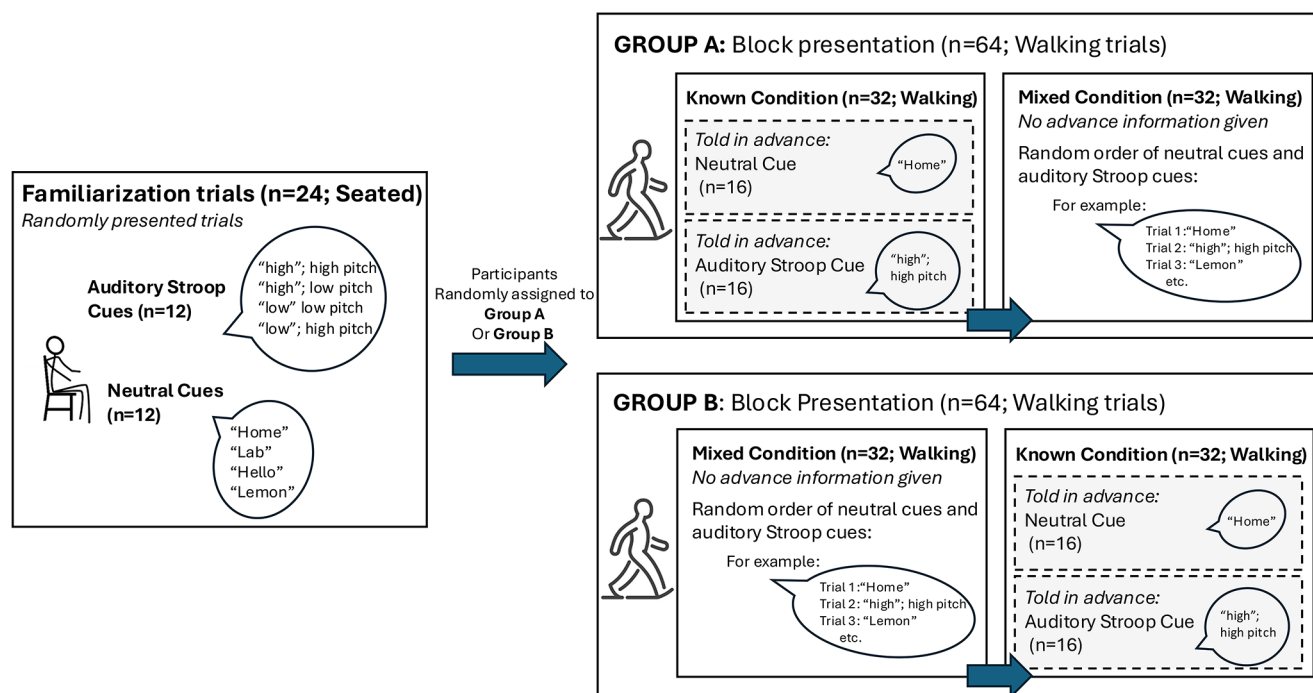 Familiarization trials (n=24; Seated)
Randomly presented trials
Auditory Stroop
Cues (n=12)
“high”; high pitch
“high”; low pitch
“low” low pitch
“low”; high pitch
Neutral Cues
(n=12)
“Home”
“Lab”
“Hello”
“Lemon”
Participants
Randomly assigned to
Group A
Or Group B
GROUP A: Block presentation (n=64; Walking trials)
Known Condition (n=32; Walking)
Told in advance:
Neutral Cue
(n=16)
“Home”
Told in advance:
Auditory Stroop Cue
(n=16)
“high”;
high pitch
Mixed Condition (n=32; Walking)
No advance information given
Random order of neutral cues and
auditory Stroop cues:
For example:
Trial 1:“Home”
Trial 2: “high”; high pitch
Trial 3: “Lemon”
etc.
GROUP B: Block Presentation (n=64; Walking trials)
Mixed Condition (n=32; Walking)
No advance information given
Random order of neutral cues and
auditory Stroop cues:
For example:
Trial 1:“Home”
Trial 2: “high”; high pitch
Trial 3: “Lemon”
etc.
Known Condition (n=32; Walking)
Told in advance:
Neutral Cue
(n=16)
“Home”
Told in advance:
Auditory Stroop Cue
(n=16)
“high”;
high pitch